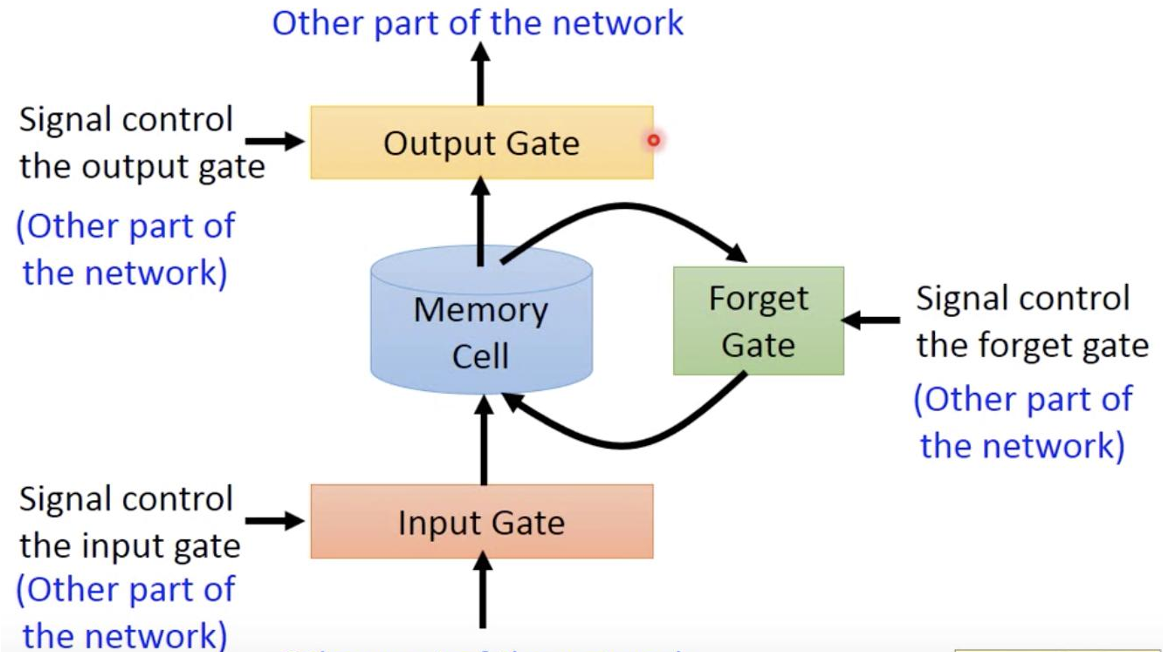 Other part of the network
Signal control
the output gate
(Other part of
the network)
Output Gate
Memory
Cell
Forget
Gate
Signal control
the forget gate
(Other part of
the network)
Signal control
the input gate
(Other part of
the network)
Input Gate